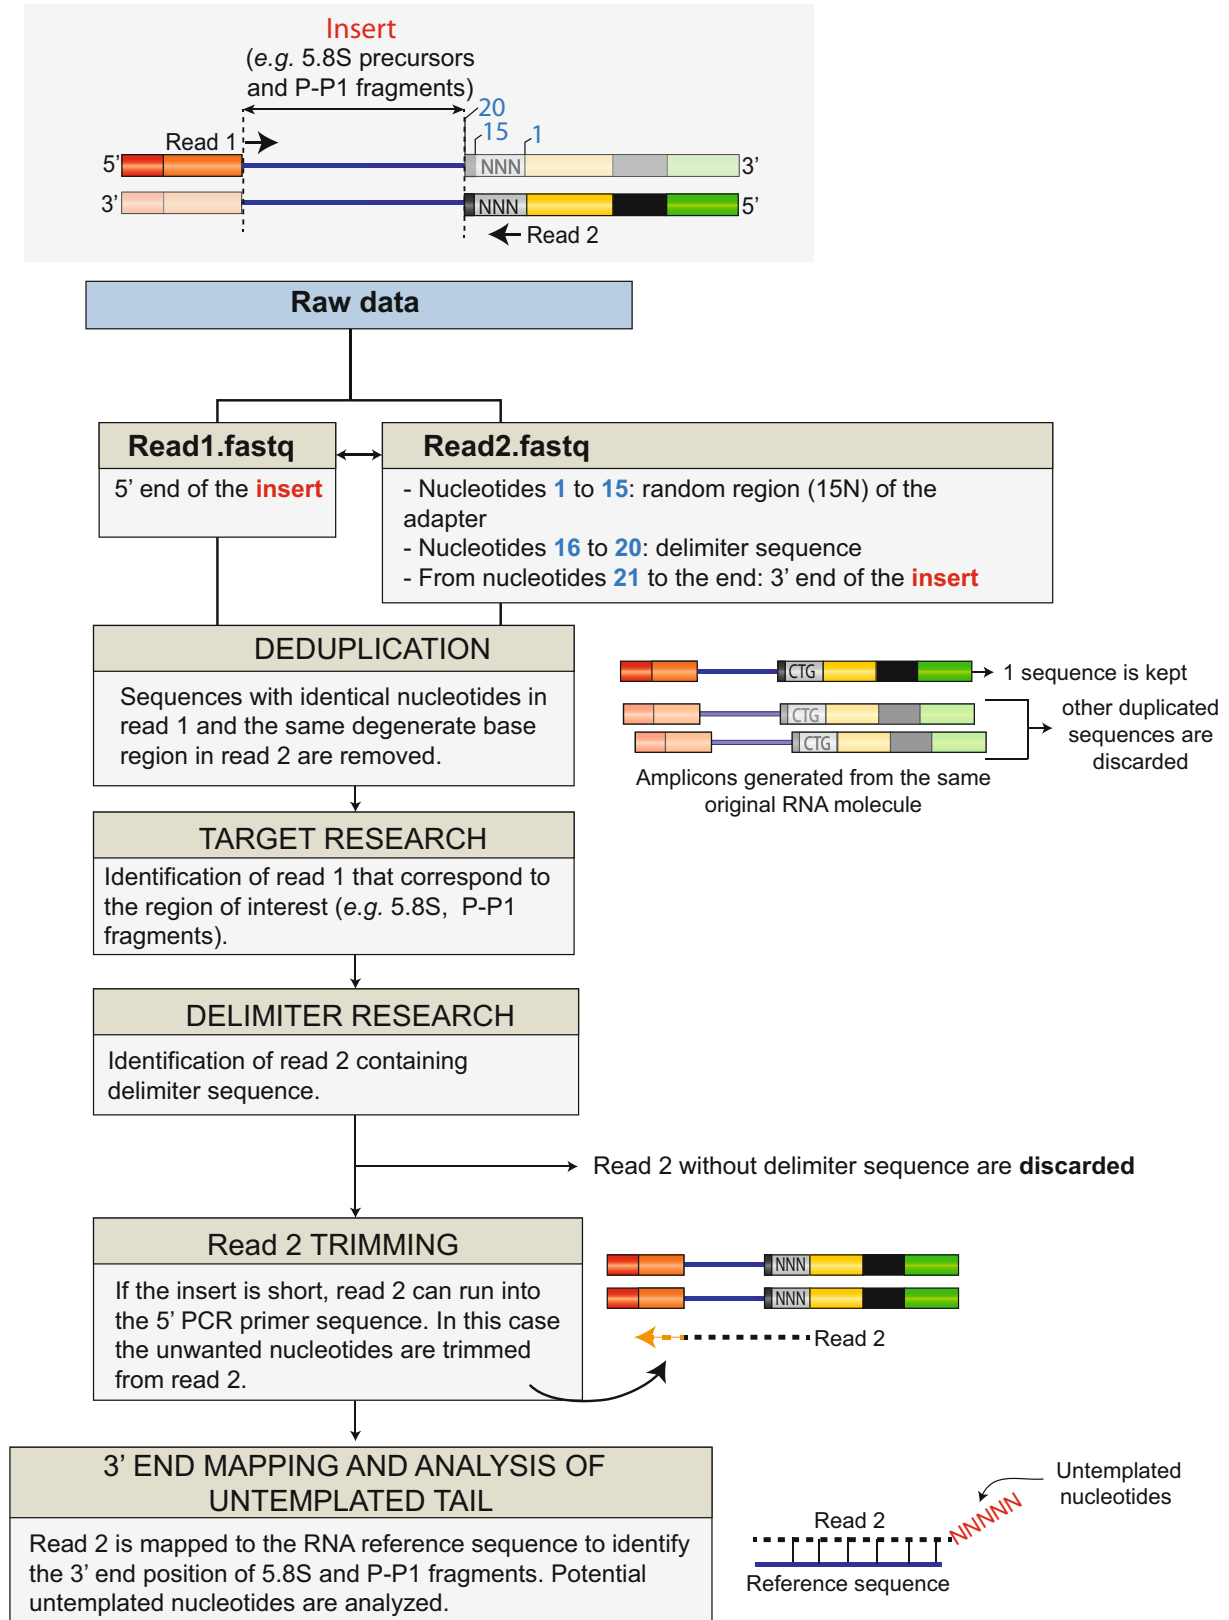 Insert
(e.g. 5.8S precursors
and P-P1 fragments)
20
15
1
Read 1
5’
NNN
3’
3’
NNN
5’
Read 2
Raw data
Read1.fastq
5’ end of the insert
Read2.fastq
- Nucleotides 1 to 15: random region (15N) of the
adapter
- Nucleotides 16 to 20: delimiter sequence
- From nucleotides 21 to the end: 3’ end of the insert
DEDUPLICATION
Sequences with identical nucleotides in
read 1 and the same degenerate base
region in read 2 are removed.
CTG
1 sequence is kept
CTG
CTG
other duplicated
sequences are
discarded
Amplicons generated from the same
original RNA molecule
TARGET RESEARCH
Identification of read 1 that correspond to
the region of interest (e.g. 5.8S, P-P1
fragments).
DELIMITER RESEARCH
Identification of read 2 containing
delimiter sequence.
Read 2 without delimiter sequence are discarded
Read 2 TRIMMING
If the insert is short, read 2 can run into
the 5’ PCR primer sequence. In this case
the unwanted nucleotides are trimmed
from read 2.
NNN
NNN
Read 2
3’ END MAPPING AND ANALYSIS OF
UNTEMPLATED TAIL
Read 2 is mapped to the RNA reference sequence to identify
the 3’ end position of 5.8S and P-P1 fragments. Potential
untemplated nucleotides are analyzed.
Untemplated
nucleotides
NNNNN
Read 2
Reference sequence